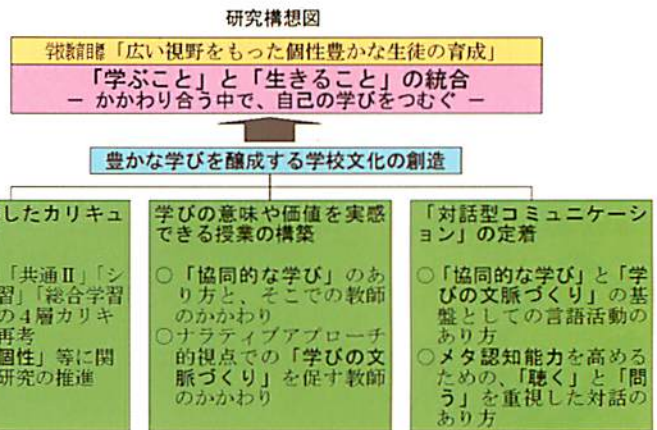 研究構想図
学校教育目標「広い視野をもった個性豊かな生徒の育成」
「学ぶこと」と「生きること」の統合
－ かかわり合う中で、自己の学びをつむぐ －
豊かな学びを醸成する学校文化の創造
したカリキュ
「共通Ⅱ」「シ
習」「総合学習
の４層カリキ
再考
個性」等に関
研究の推進
学びの意味や価値を実感
できる授業の構築
○「協同的な学び」のあ
り方と、そこでの教師
のかかわり
○ナラティブアプローチ
的視点での「学びの文
脈づくり」を促す教師
のかかわり
「対話型コミュニケーシ
ョン」の定着
○「協同的な学び」と「学
びの文脈づくり」の基
盤としての言語活動の
あり方
○メタ認知能力を高める
ための、「聴く」と「問
う」を重視した対話の
あり方